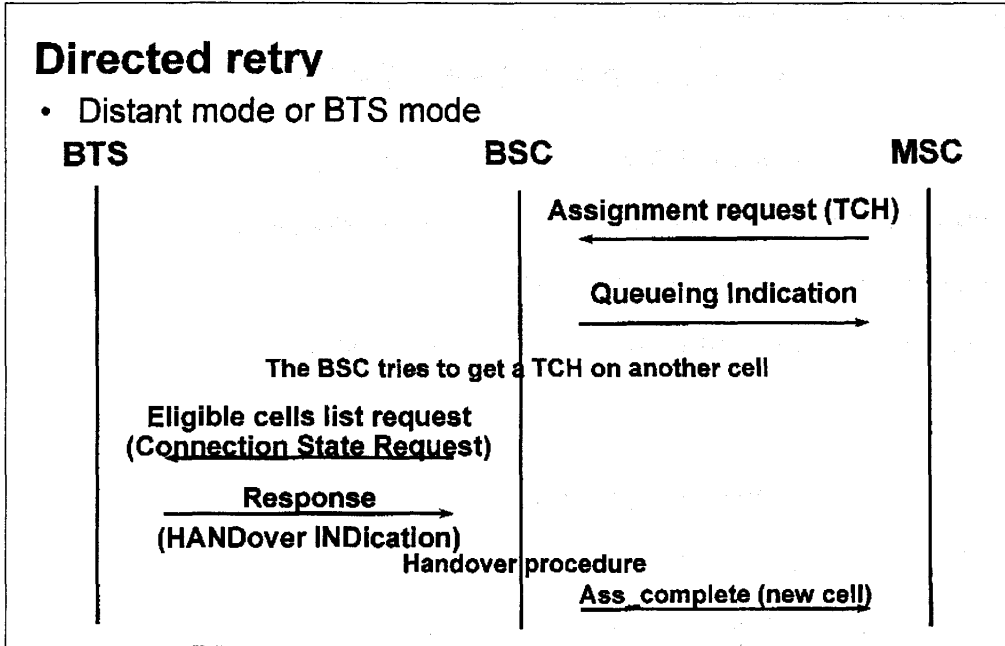 Directed retry
• Distant mode or BTS mode
BTS BSC MSC
Assignment request (TCH)
Queueing Indication
The BSC tries to get a TCH on another cell
Eligible cells list request
(Connection State Request)
Response
(HANDover INDication)
Handover procedure
Ass_complete (new cell)